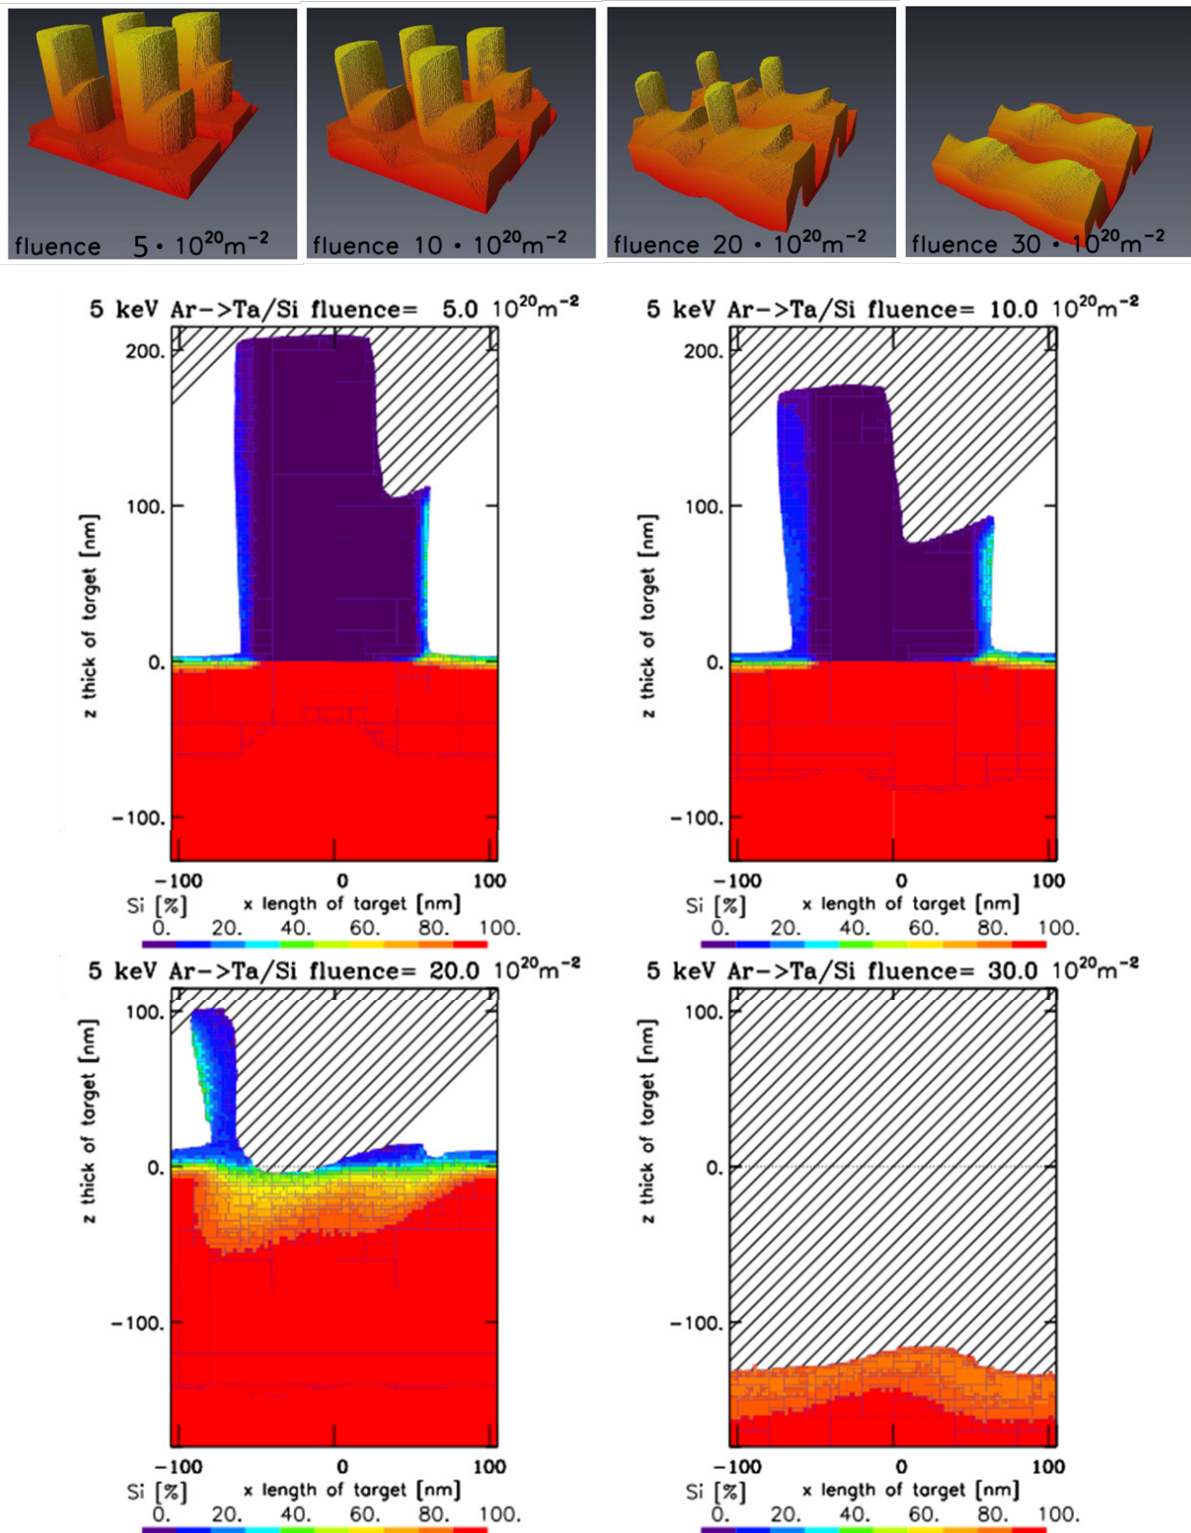 fluence 5 · 10²⁰m⁻²
fluence 10 · 10²⁰m⁻²
fluence 20 · 10²⁰m⁻²
fluence 30 · 10²⁰m⁻²
5 keV Ar->Ta/Si fluence= 5.0 10²⁰m⁻²
200.
100.
0.
-100.
z thick of target [nm]
-100 0 100
Si [%] x length of target [nm]
0. 20. 40. 60. 80. 100.
5 keV Ar->Ta/Si fluence= 10.0 10²⁰m⁻²
200.
100.
0.
-100.
z thick of target [nm]
-100 0 100
Si [%] x length of target [nm]
0. 20. 40. 60. 80. 100.
5 keV Ar->Ta/Si fluence= 20.0 10²⁰m⁻²
100.
0.
-100.
z thick of target [nm]
-100 0 100
Si [%] x length of target [nm]
0. 20. 40. 60. 80. 100.
5 keV Ar->Ta/Si fluence= 30.0 10²⁰m⁻²
100.
0.
-100.
z thick of target [nm]
-100 0 100
Si [%] x length of target [nm]
0. 20. 40. 60. 80. 100.